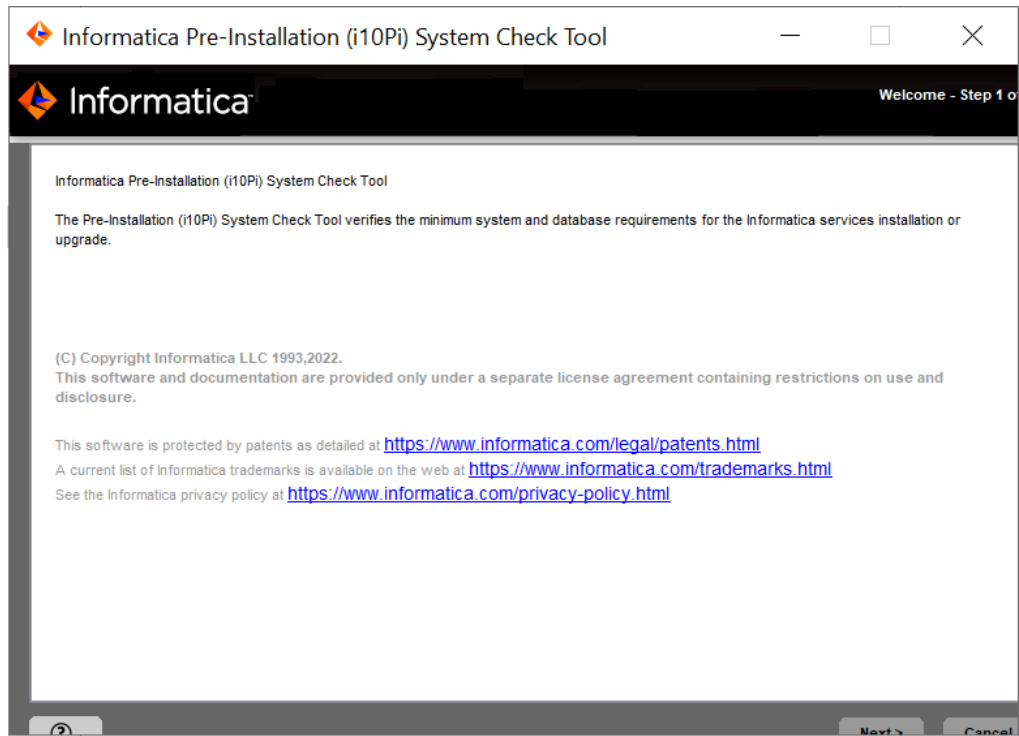 Informatica Pre-Installation (i10Pi) System Check Tool
Informatica
Welcome - Step 1 of
Informatica Pre-Installation (i10Pi) System Check Tool
The Pre-Installation (i10Pi) System Check Tool verifies the minimum system and database requirements for the Informatica services installation or
upgrade.
(C) Copyright Informatica LLC 1993,2022.
This software and documentation are provided only under a separate license agreement containing restrictions on use and
disclosure.
This software is protected by patents as detailed at https://www.informatica.com/legal/patents.html
A current list of Informatica trademarks is available on the web at https://www.informatica.com/trademarks.html
See the Informatica privacy policy at https://www.informatica.com/privacy-policy.html
Next > Cancel